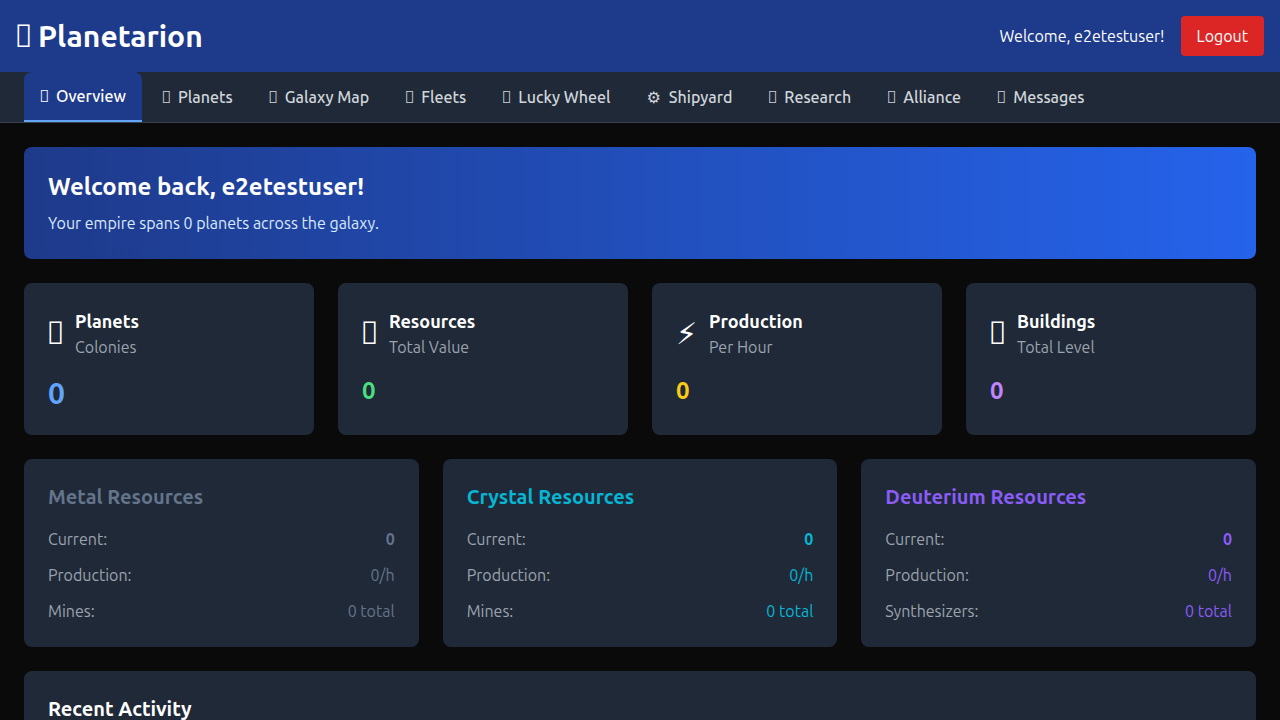 Planetarion
Welcome, e2etestuser!
Logout
Overview
Planets
Galaxy Map
Fleets
Lucky Wheel
⚙ Shipyard
Research
Alliance
Messages
Welcome back, e2etestuser!
Your empire spans 0 planets across the galaxy.
Planets
Colonies
0
Resources
Total Value
0
⚡ Production
Per Hour
0
Buildings
Total Level
0
Metal Resources
Current: 0
Production: 0/h
Mines: 0 total
Crystal Resources
Current: 0
Production: 0/h
Mines: 0 total
Deuterium Resources
Current: 0
Production: 0/h
Synthesizers: 0 total
Recent Activity